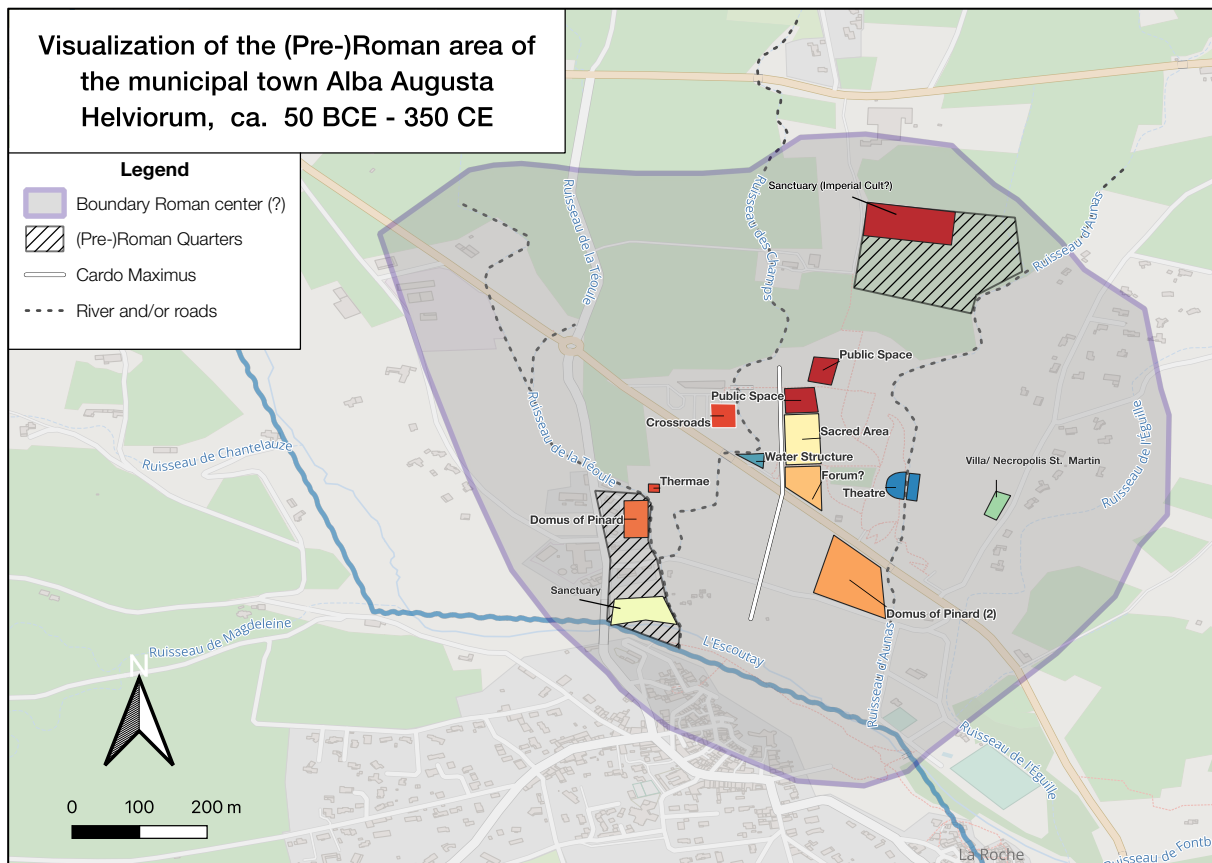 Visualization of the (Pre-)Roman area of
the municipal town Alba Augusta
Helviorum, ca. 50 BCE - 350 CE
Legend
Boundary Roman center (?)
(Pre-)Roman Quarters
Cardo Maximus
River and/or roads
Ruisseau de la Téoule
Ruisseau des Champs
Sanctuary (Imperial Cult?)
Ruisseau d'Aunas
Ruisseau de l'Éguille
Public Space
Public Space
Crossroads
Sacred Area
Ruisseau de la Téoule
Ruisseau de Chantelauze
Water Structure
Villa/ Necropolis St. Martin
Forum?
Thermae
Theatre
Domus of Pinard
Sanctuary
Domus of Pinard (2)
Ruisseau de Magdeleine
L'Escoutay
Ruisseau d'Aunas
Ruisseau de l'Éguille
N
0 100 200 m
La Roche
Ruisseau de Fontb